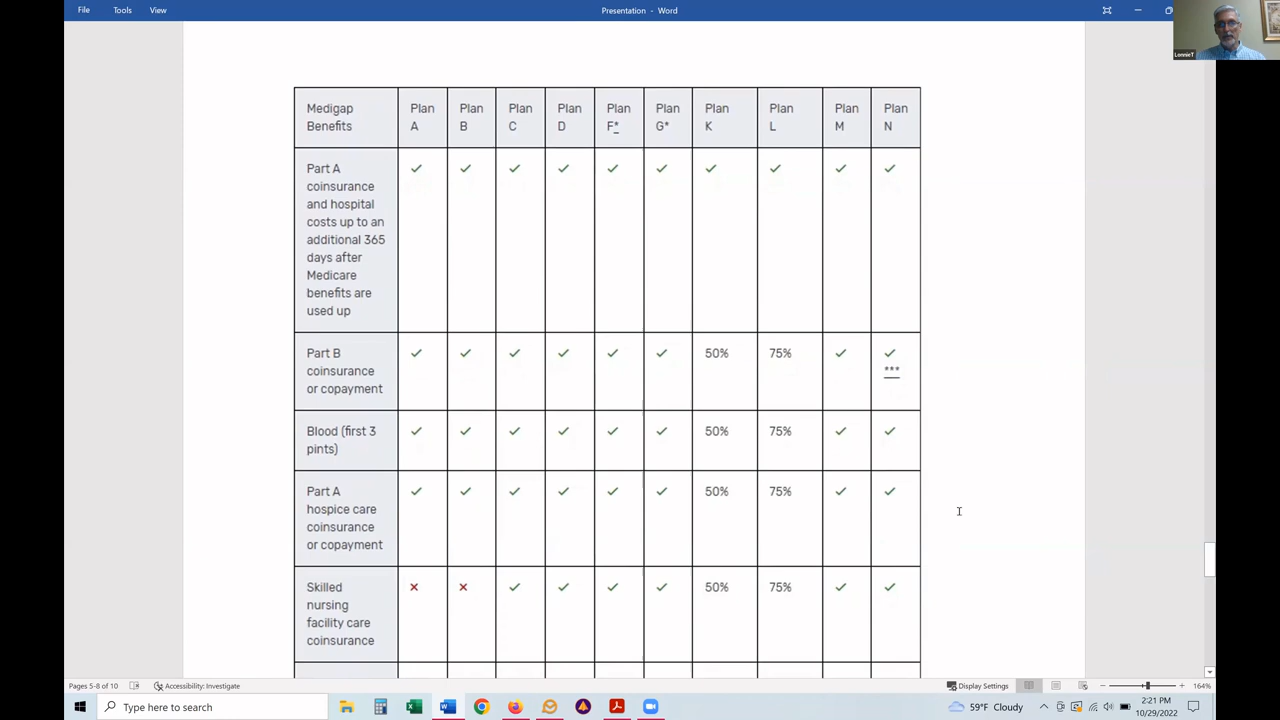 File Tools View
Presentation - Word
LonnieT
Medigap Plan Plan Plan Plan Plan Plan Plan Plan Plan Plan
Benefits A B C D F* G* K L M N
Part A ✓ ✓ ✓ ✓ ✓ ✓ ✓ ✓ ✓ ✓
coinsurance
and hospital
costs up to an
additional 365
days after
Medicare
benefits are
used up
Part B ✓ ✓ ✓ ✓ ✓ ✓ 50% 75% ✓ ✓
coinsurance ***
or copayment
Blood (first 3 ✓ ✓ ✓ ✓ ✓ ✓ 50% 75% ✓ ✓
pints)
Part A ✓ ✓ ✓ ✓ ✓ ✓ 50% 75% ✓ ✓
hospice care
coinsurance
or copayment
Skilled × × ✓ ✓ ✓ ✓ 50% 75% ✓ ✓
nursing
facility care
coinsurance
Pages 5-8 of 10 Accessibility: Investigate Display Settings 164%
Type here to search 59°F Cloudy 2:21 PM
10/29/2022